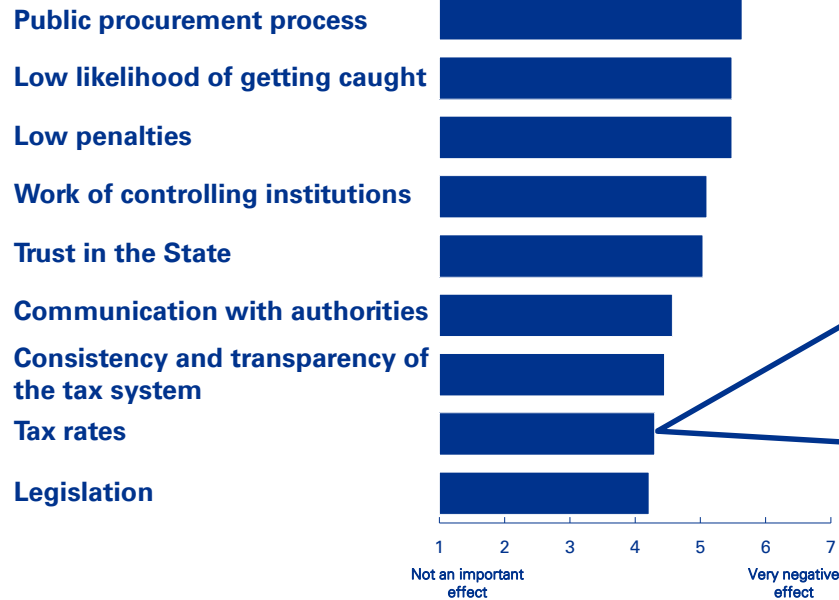 Public procurement process
Low likelihood of getting caught
Low penalties
Work of controlling institutions
Trust in the State
Communication with authorities
Consistency and transparency of
the tax system
Tax rates
Legislation
1 2 3 4 5 6 7
Not an important
effect
Very negative
effect